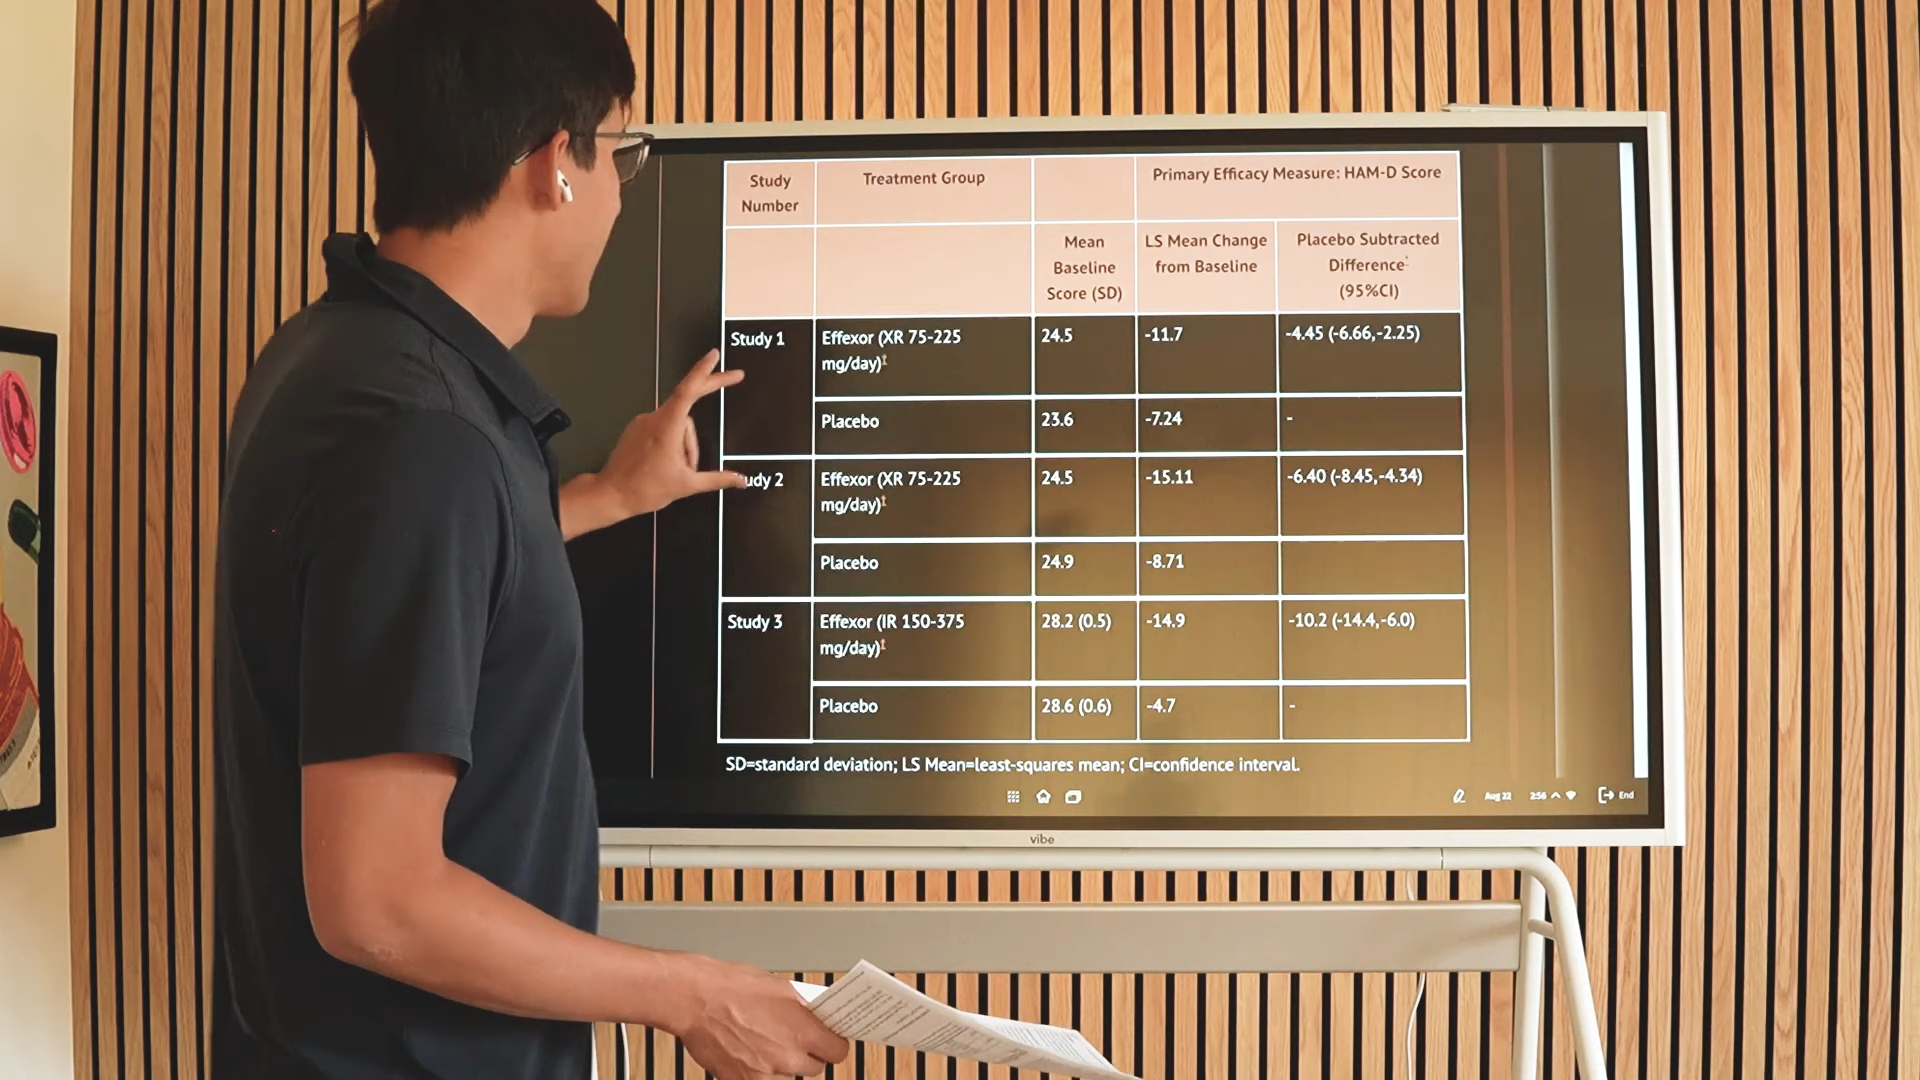 Study Number
Treatment Group
Primary Efficacy Measure: HAM-D Score
Mean Baseline Score (SD)
LS Mean Change from Baseline
Placebo Subtracted Difference (95%CI)
Study 1
Effexor (XR 75-225 mg/day)
24.5
-11.7
-4.45 (-6.66,-2.25)
Placebo
23.6
-7.24
-
udy 2
Effexor (XR 75-225 mg/day)
24.5
-15.11
-6.40 (-8.45,-4.34)
Placebo
24.9
-8.71
Study 3
Effexor (IR 150-375 mg/day)
28.2 (0.5)
-14.9
-10.2 (-14.4,-6.0)
Placebo
28.6 (0.6)
-4.7
-
SD=standard deviation; LS Mean=least-squares mean; CI=confidence interval.
Aug 22
2:56
End
vibe